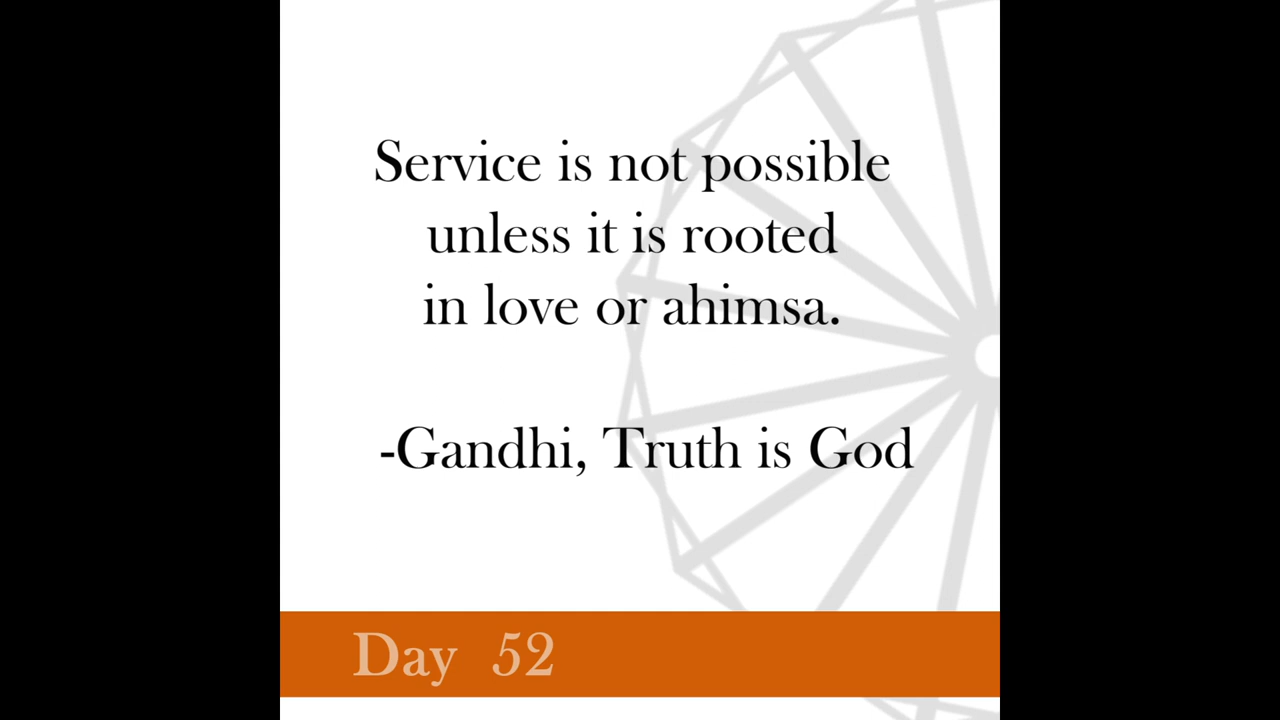 Service is not possible
unless it is rooted
in love or ahimsa.
-Gandhi, Truth is God
Day 52